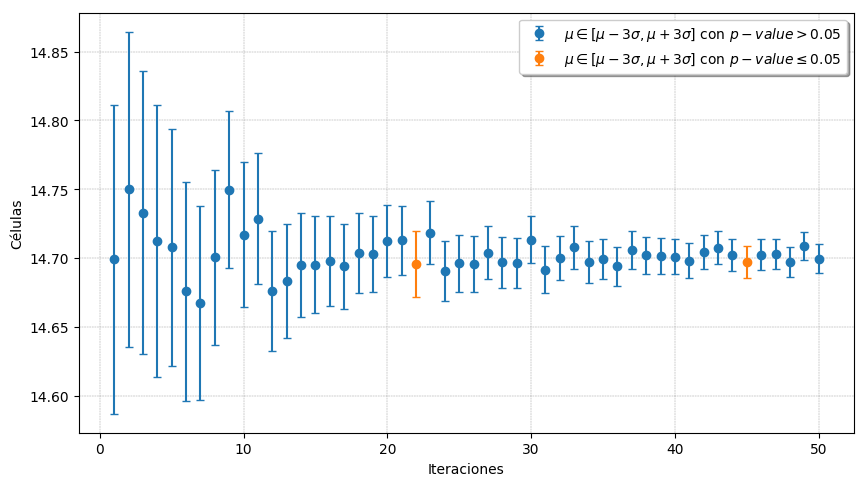 μ ∈ [μ − 3σ, μ + 3σ] con p − value > 0.05
μ ∈ [μ − 3σ, μ + 3σ] con p − value ≤ 0.05
14.85
14.80
14.75
14.70
14.65
14.60
Células
0 10 20 30 40 50
Iteraciones